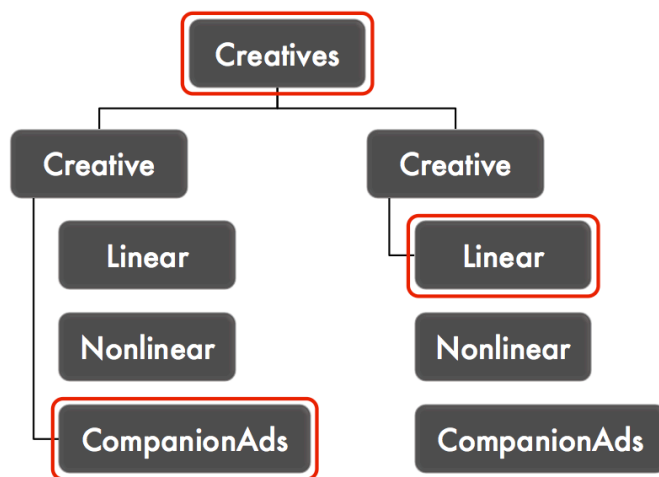 Creatives
Creative
Creative
Linear
Linear
Nonlinear
Nonlinear
CompanionAds
CompanionAds